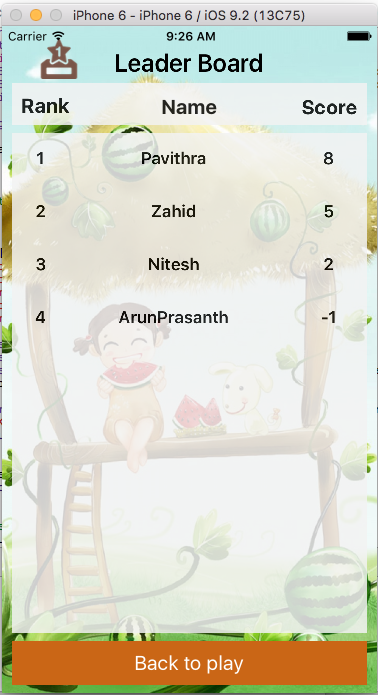 iPhone 6 - iPhone 6 / iOS 9.2 (13C75)
Carrier 9:26 AM
1
Leader Board
Rank Name Score
1 Pavithra 8
2 Zahid 5
3 Nitesh 2
4 ArunPrasanth -1
Back to play